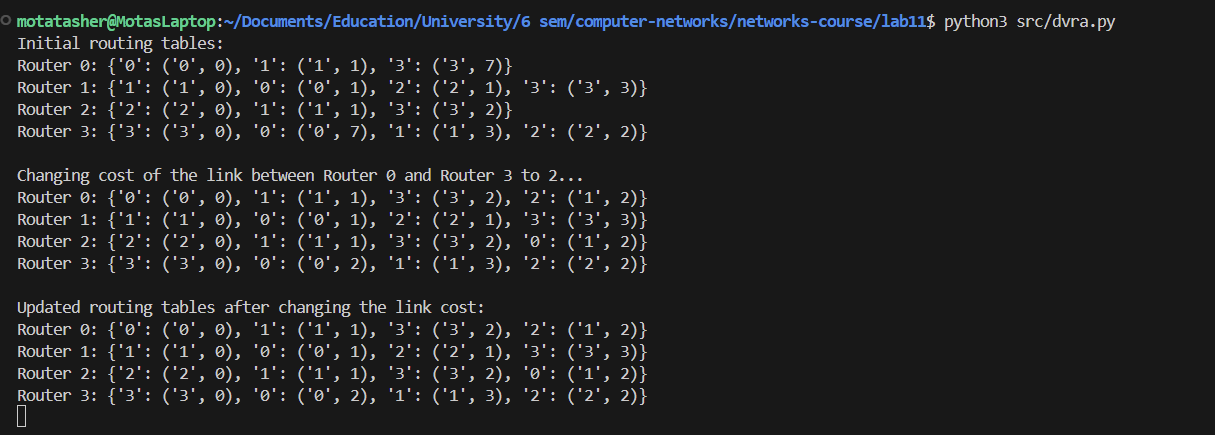 motatasher@MotasLaptop:~/Documents/Education/University/6 sem/computer-networks/networks-course/lab11$ python3 src/dvra.py
Initial routing tables:
Router 0: {'0': ('0', 0), '1': ('1', 1), '3': ('3', 7)}
Router 1: {'1': ('1', 0), '0': ('0', 1), '2': ('2', 1), '3': ('3', 3)}
Router 2: {'2': ('2', 0), '1': ('1', 1), '3': ('3', 2)}
Router 3: {'3': ('3', 0), '0': ('0', 7), '1': ('1', 3), '2': ('2', 2)}

Changing cost of the link between Router 0 and Router 3 to 2...
Router 0: {'0': ('0', 0), '1': ('1', 1), '3': ('3', 2), '2': ('1', 2)}
Router 1: {'1': ('1', 0), '0': ('0', 1), '2': ('2', 1), '3': ('3', 3)}
Router 2: {'2': ('2', 0), '1': ('1', 1), '3': ('3', 2), '0': ('1', 2)}
Router 3: {'3': ('3', 0), '0': ('0', 2), '1': ('1', 3), '2': ('2', 2)}

Updated routing tables after changing the link cost:
Router 0: {'0': ('0', 0), '1': ('1', 1), '3': ('3', 2), '2': ('1', 2)}
Router 1: {'1': ('1', 0), '0': ('0', 1), '2': ('2', 1), '3': ('3', 3)}
Router 2: {'2': ('2', 0), '1': ('1', 1), '3': ('3', 2), '0': ('1', 2)}
Router 3: {'3': ('3', 0), '0': ('0', 2), '1': ('1', 3), '2': ('2', 2)}